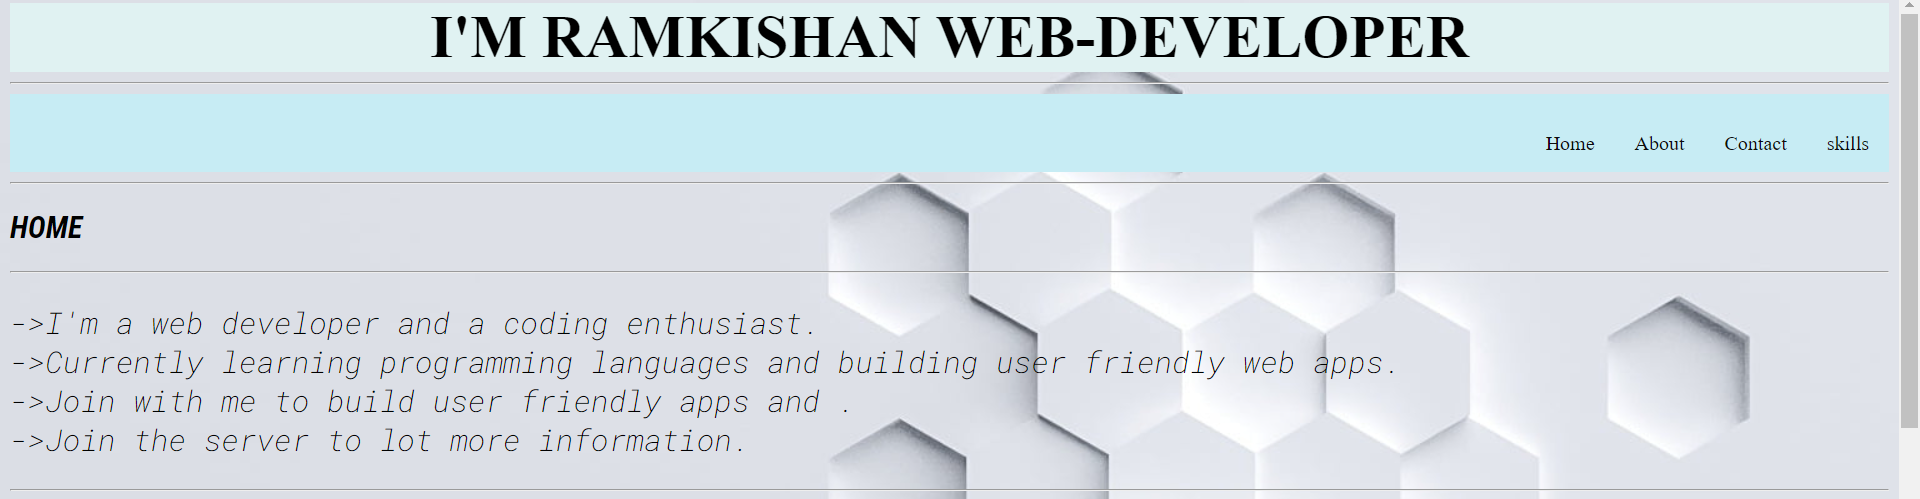 I'M RAMKISHAN WEB-DEVELOPER
Home About Contact skills
HOME
->I'm a web developer and a coding enthusiast.
->Currently learning programming languages and building user friendly web apps.
->Join with me to build user friendly apps and .
->Join the server to lot more information.